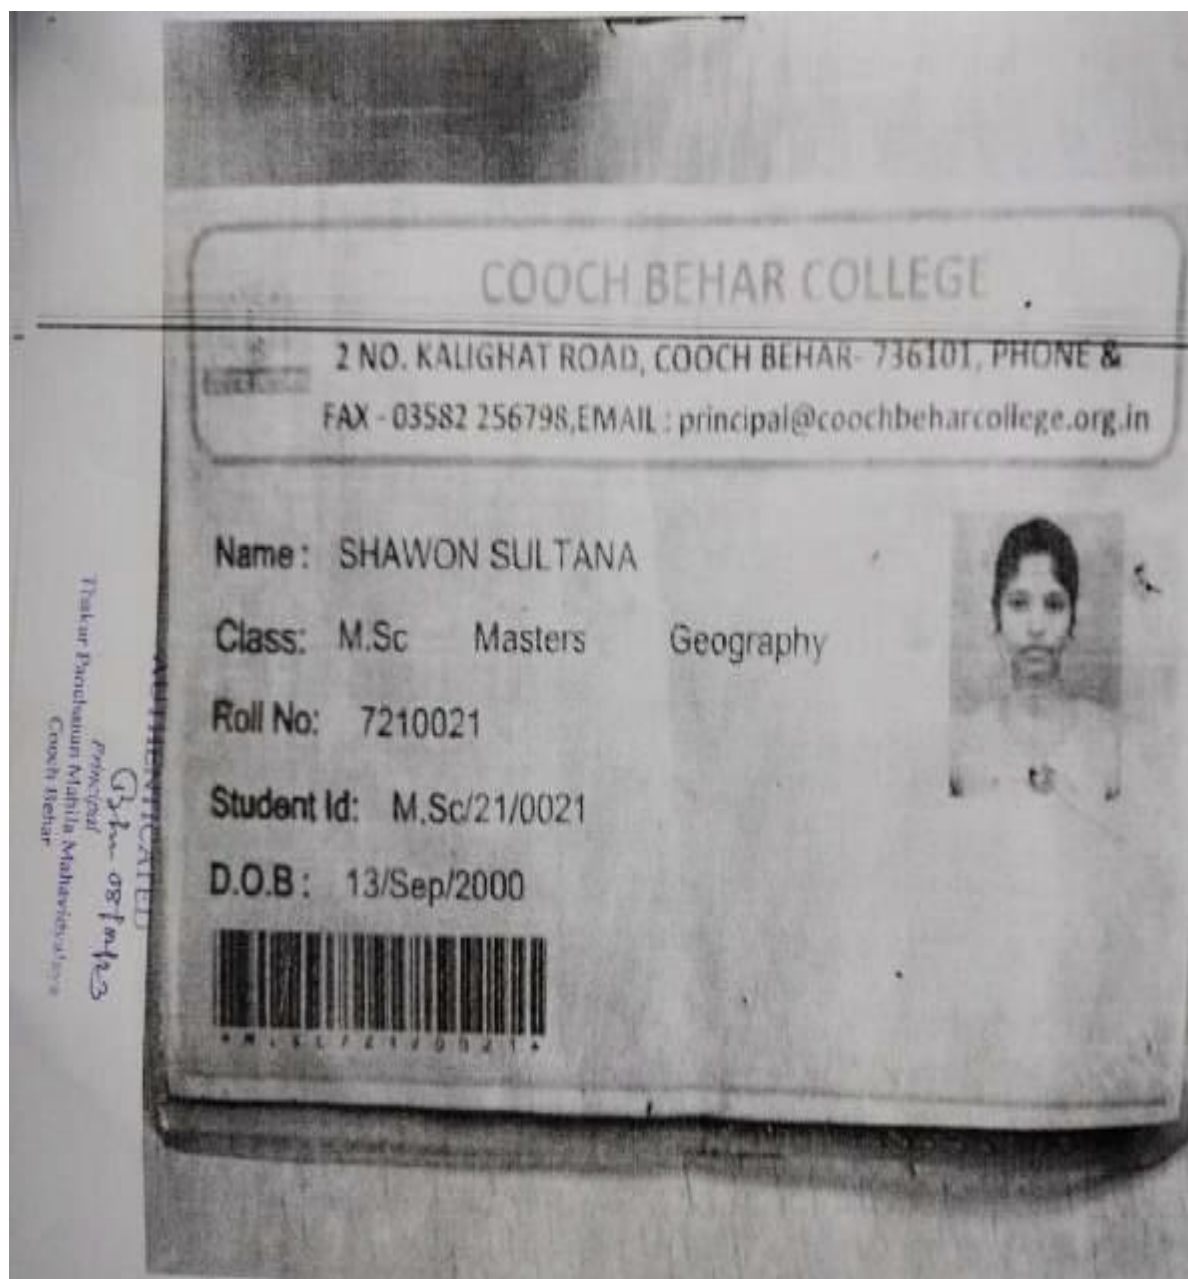 COOCH BEHAR COLLEGE
2 NO. KALIGHAT ROAD, COOCH BEHAR- 736101, PHONE &
FAX - 03582 256798,EMAIL : principal@coochbeharcollege.org.in
Name : SHAWON SULTANA
Class: M.Sc Masters Geography
Roll No: 7210021
Student Id: M.Sc/21/0021
D.O.B : 13/Sep/2000
AUTHENTICATED
Principal
Thakur Panchanan Mahila Mahavidyalaya
Cooch Behar